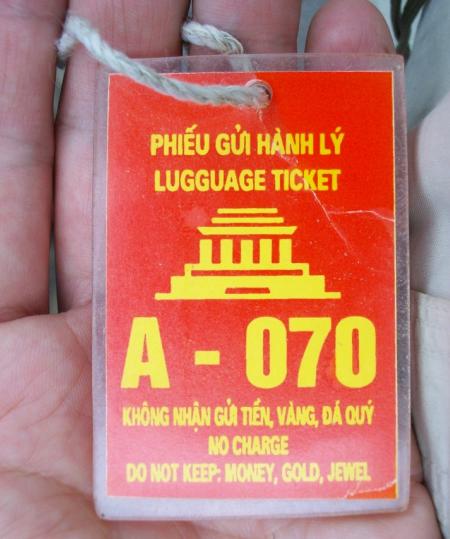 PHIẾU GỬI HÀNH LÝ
LUGGUAGE TICKET
A - 070
KHÔNG NHẬN GỬI TIỀN, VÀNG, ĐÁ QUÝ
NO CHARGE
DO NOT KEEP: MONEY, GOLD, JEWEL